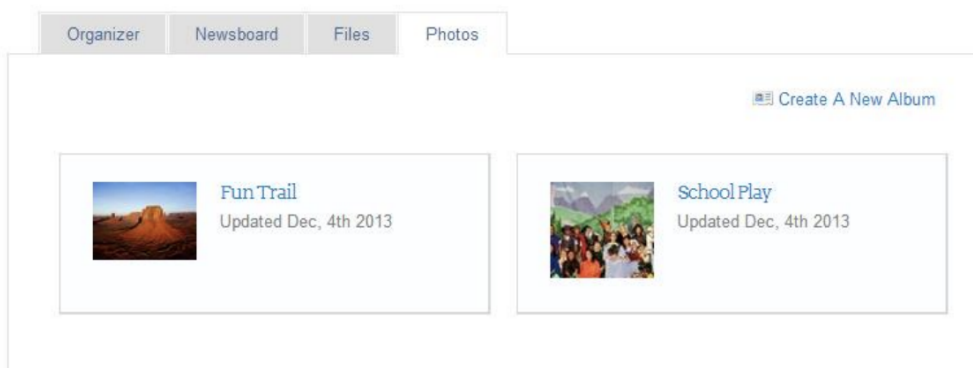 Organizer Newsboard Files Photos
Create A New Album
Fun Trail
Updated Dec, 4th 2013
School Play
Updated Dec, 4th 2013